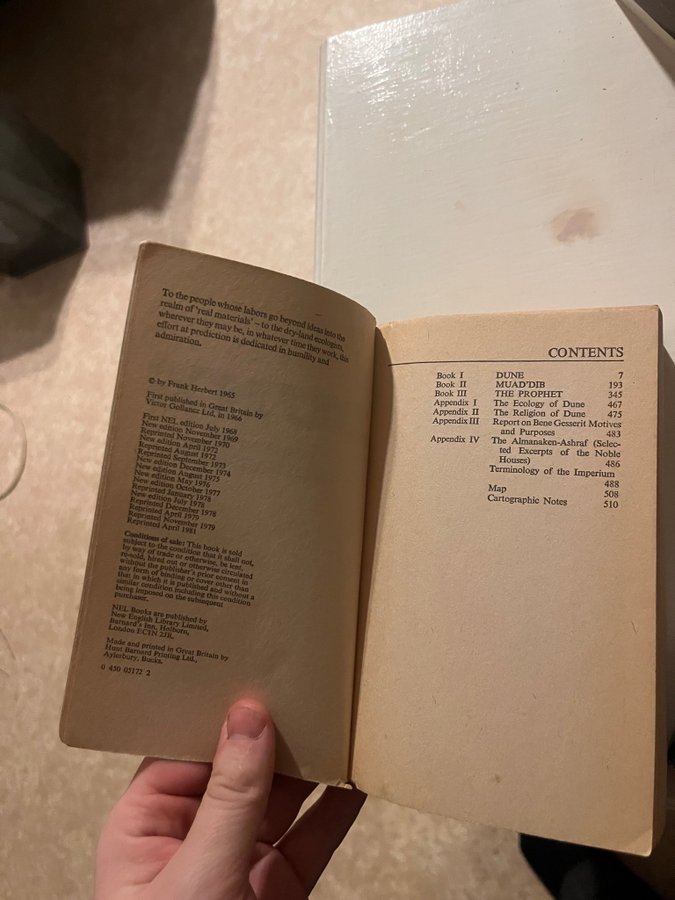 To the people whose labors go beyond ideas into the
realm of 'real materials' – to the dry-land ecologists,
wherever they may be, in whatever time they work, this
effort at prediction is dedicated in humility and
admiration.
© by Frank Herbert 1965
First published in Great Britain by
Victor Gollancz Ltd, in 1966
First NEL edition July 1968
New edition November 1969
Reprinted November 1970
New edition April 1972
Reprinted August 1972
Reprinted September 1973
New edition December 1974
New edition August 1975
New edition May 1976
New edition October 1977
Reprinted January 1978
New edition July 1978
Reprinted December 1978
Reprinted April 1979
Reprinted November 1979
Reprinted April 1981
Conditions of sale: This book is sold
subject to the condition that it shall not,
by way of trade or otherwise, be lent,
re-sold, hired out or otherwise circulated
without the publisher's prior consent in
any form of binding or cover other than
that in which it is published and without a
similar condition including this condition
being imposed on the subsequent
purchaser.
NEL Books are published by
New English Library Limited,
Barnard's Inn, Holborn,
London EC1N 2JR.
Made and printed in Great Britain by
Hunt Barnard Printing Ltd.,
Aylesbury, Bucks.
0 450 05172 2
CONTENTS
Book I DUNE 7
Book II MUAD'DIB 193
Book III THE PROPHET 345
Appendix I The Ecology of Dune 467
Appendix II The Religion of Dune 475
Appendix III Report on Bene Gesserit Motives
and Purposes 483
Appendix IV The Almanaken-Ashraf (Selec-
ted Excerpts of the Noble
Houses) 486
Terminology of the Imperium
488
Map 508
Cartographic Notes 510